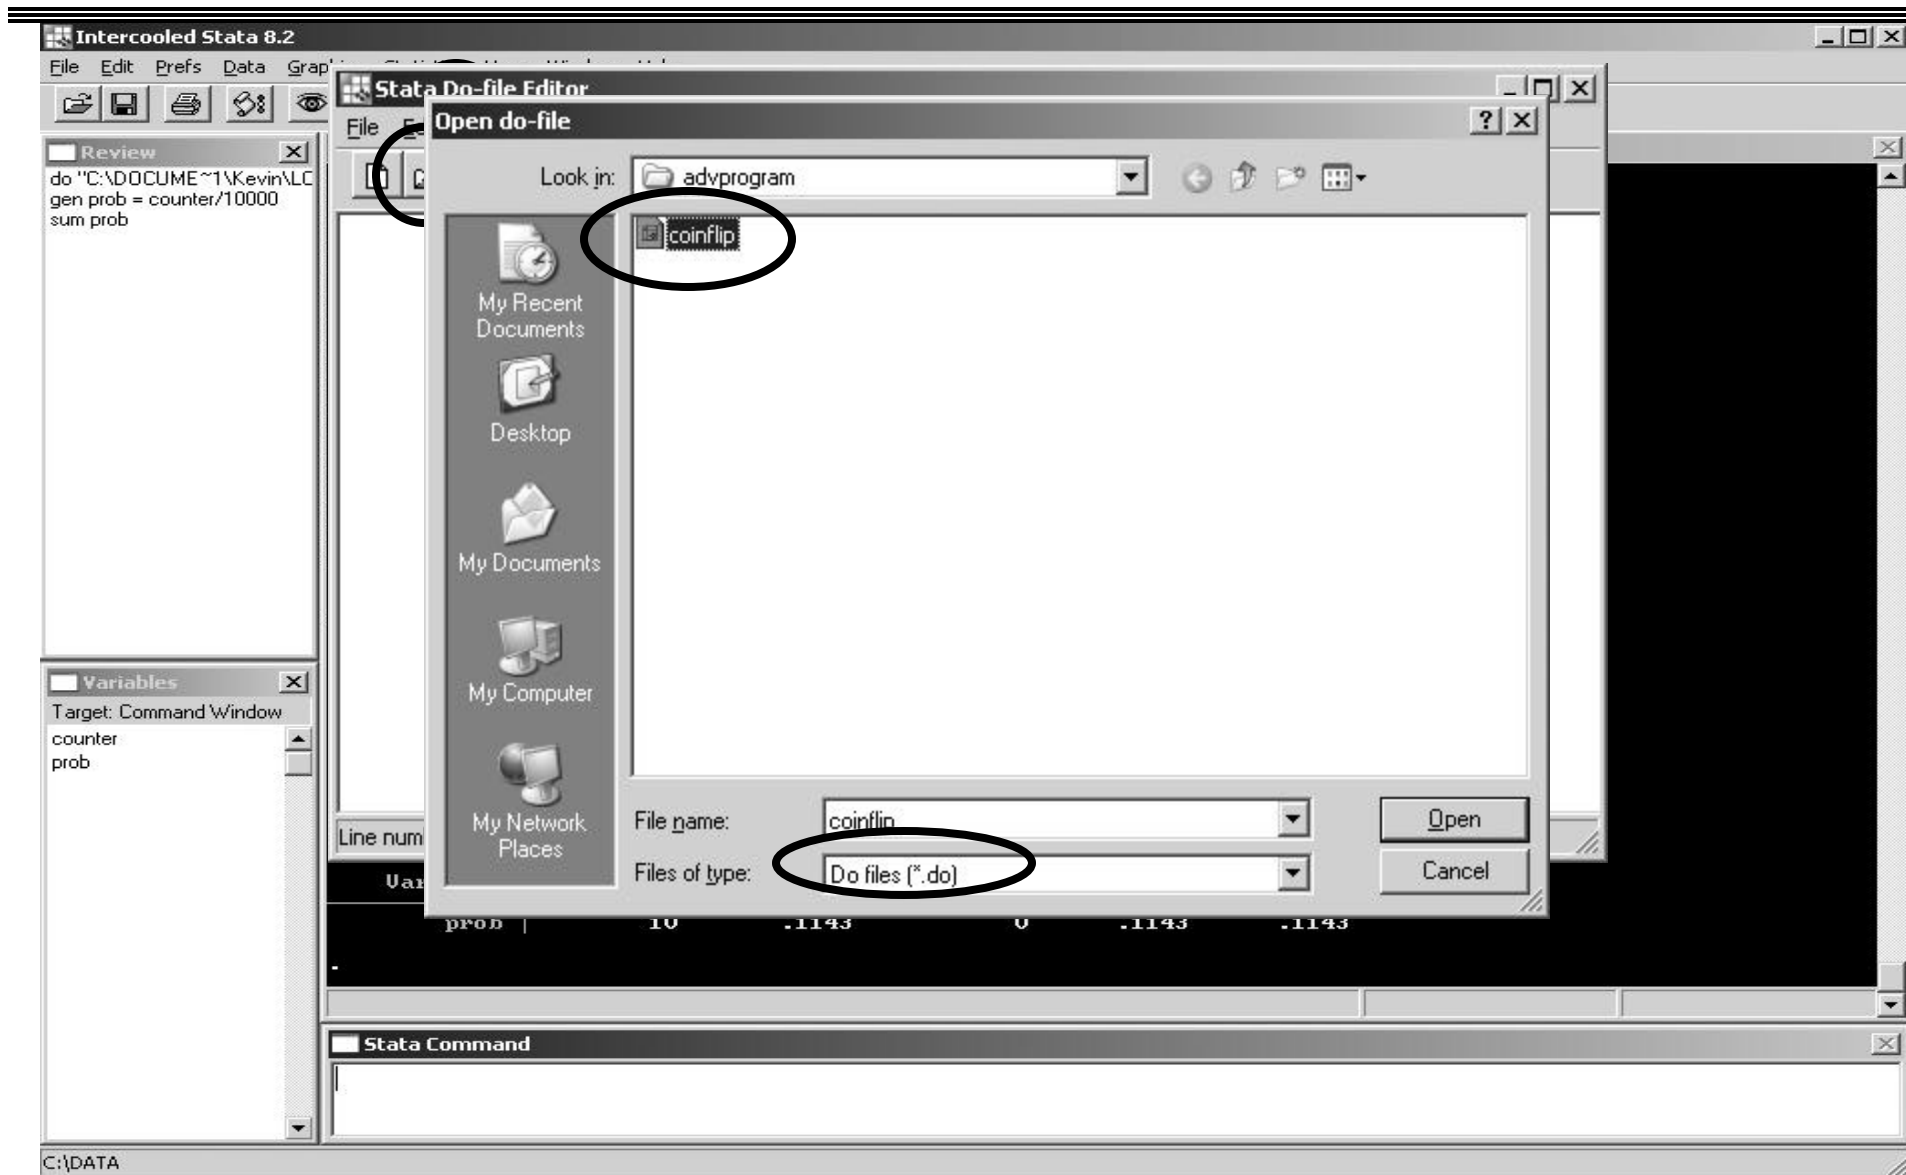 Intercooled Stata 8.2
File Edit Prefs Data
Review
do "C:\DOCUME~1\Kevin\LC
gen prob = counter/10000
sum prob
Variables
Target: Command Window
counter
prob
Stata Do-file Editor
File
Open do-file
Look in: advprogram
coinflip
My Recent
Documents
Desktop
My Documents
My Computer
My Network
Places
File name: coinflip
Open
Files of type: Do files (*.do)
Cancel
Line num
Var
prob | 10 .1143 0 .1143 .1143
.
Stata Command
C:\DATA